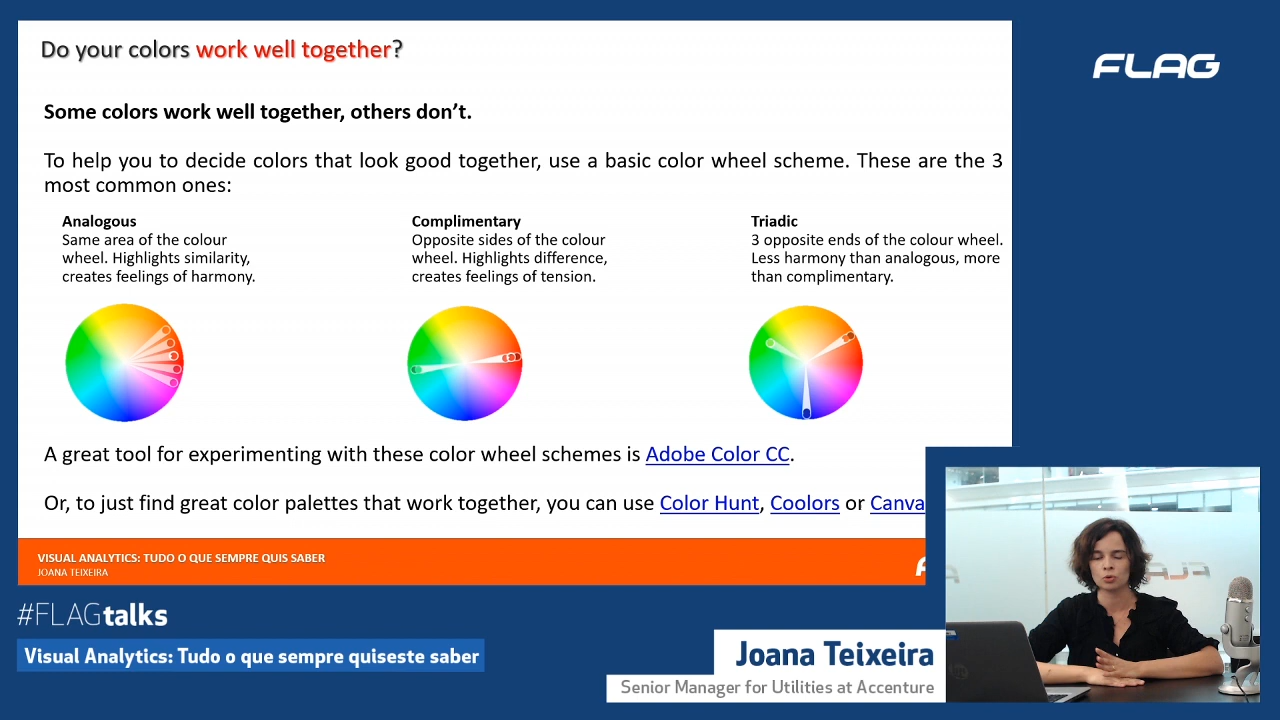 Do your colors work well together?
FLAG
Some colors work well together, others don't.
To help you to decide colors that look good together, use a basic color wheel scheme. These are the 3
most common ones:
Analogous
Same area of the colour
wheel. Highlights similarity,
creates feelings of harmony.
Complimentary
Opposite sides of the colour
wheel. Highlights difference,
creates feelings of tension.
Triadic
3 opposite ends of the colour wheel.
Less harmony than analogous, more
than complimentary.
A great tool for experimenting with these color wheel schemes is Adobe Color CC.
Or, to just find great color palettes that work together, you can use Color Hunt, Coolors or Canva
VISUAL ANALYTICS: TUDO O QUE SEMPRE QUIS SABER
JOANA TEIXEIRA
#FLAGtalks
Visual Analytics: Tudo o que sempre quiseste saber
Joana Teixeira
Senior Manager for Utilities at Accenture